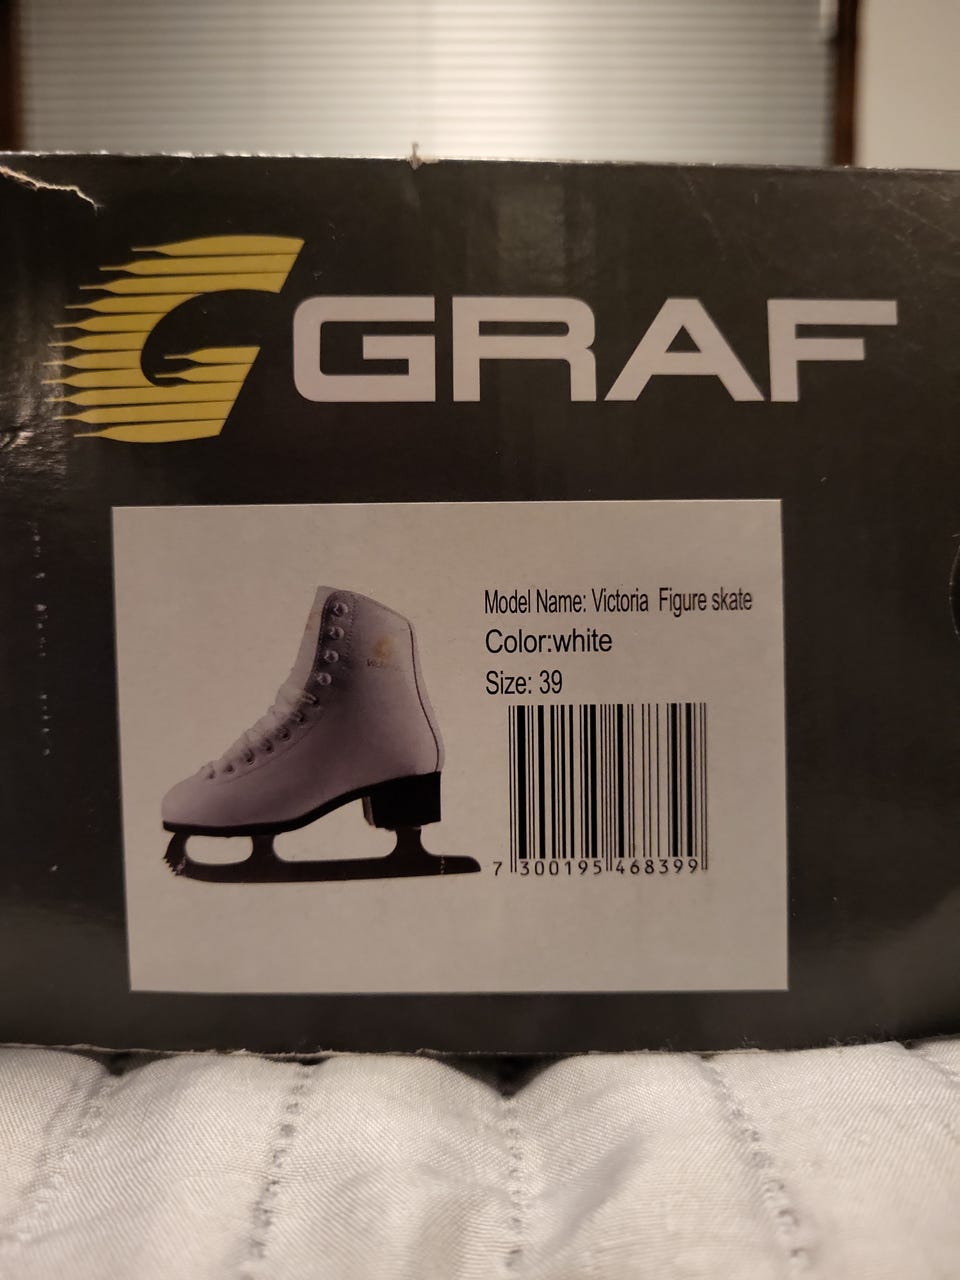 GRAF
Model Name: Victoria Figure skate
Color:white
Size: 39
7 300195 468399